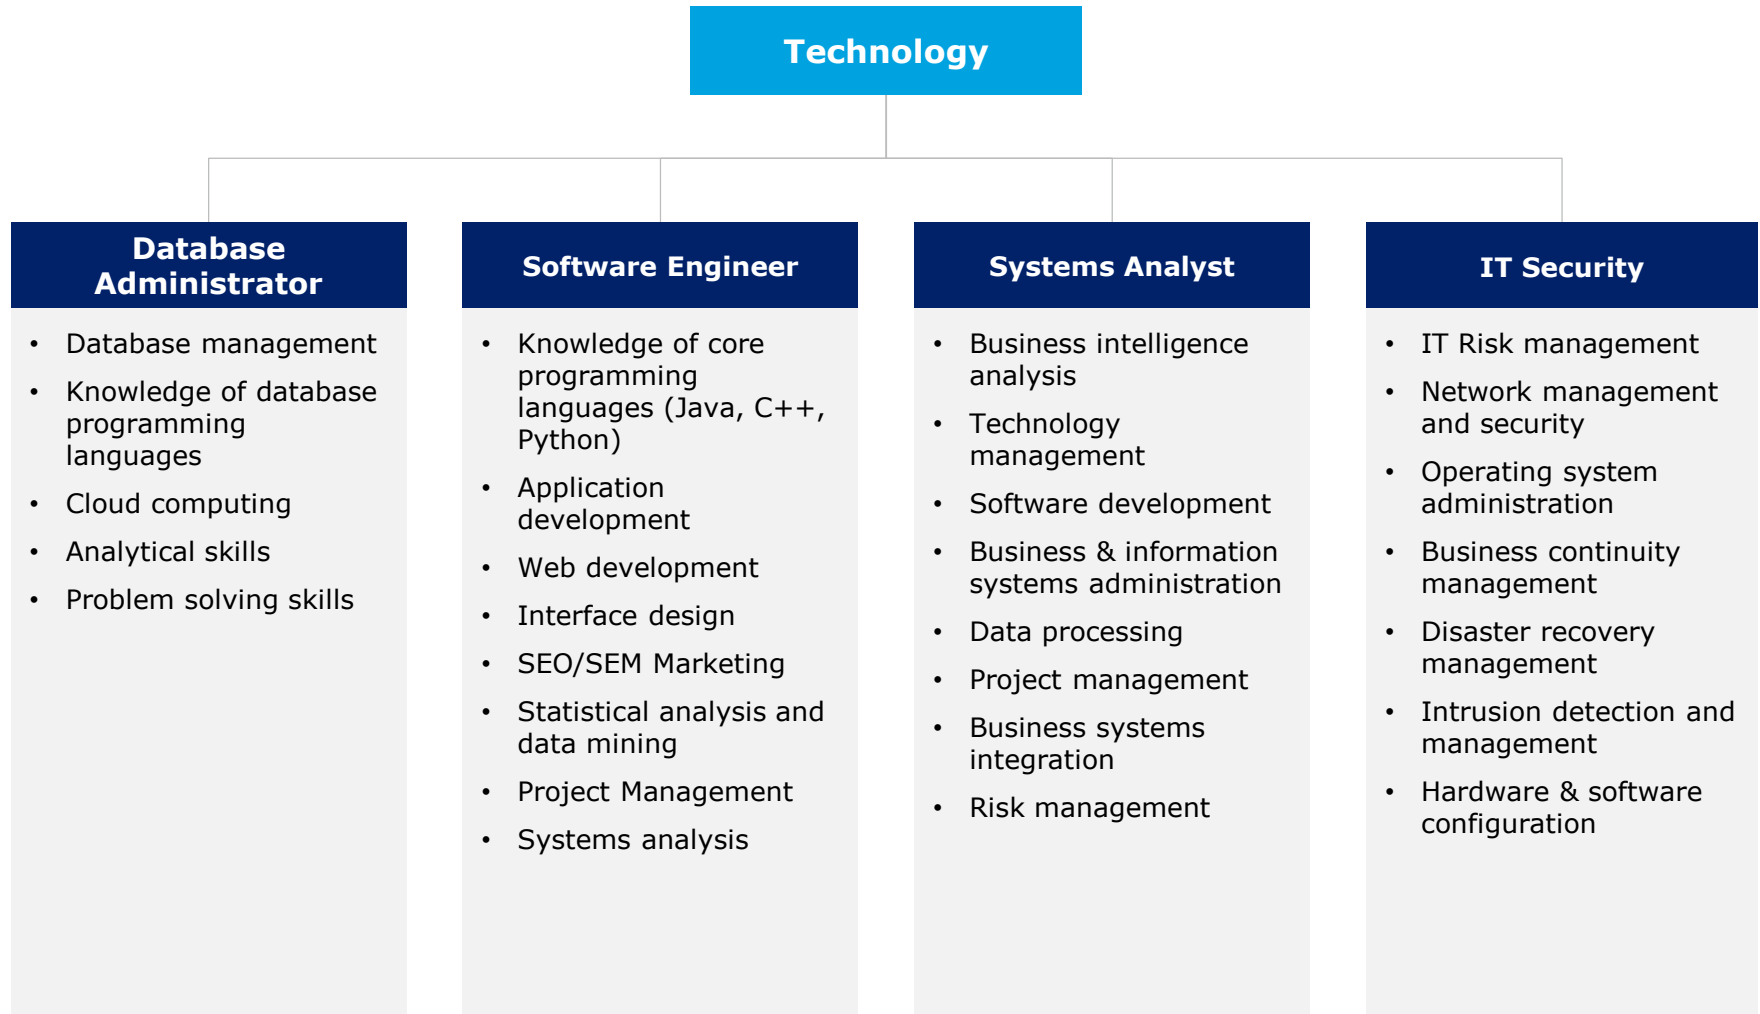 Technology
Database
Administrator
• Database management
• Knowledge of database
programming
languages
• Cloud computing
• Analytical skills
• Problem solving skills
Software Engineer
• Knowledge of core
programming
languages (Java, C++,
Python)
• Application
development
• Web development
• Interface design
• SEO/SEM Marketing
• Statistical analysis and
data mining
• Project Management
• Systems analysis
Systems Analyst
• Business intelligence
analysis
• Technology
management
• Software development
• Business & information
systems administration
• Data processing
• Project management
• Business systems
integration
• Risk management
IT Security
• IT Risk management
• Network management
and security
• Operating system
administration
• Business continuity
management
• Disaster recovery
management
• Intrusion detection and
management
• Hardware & software
configuration